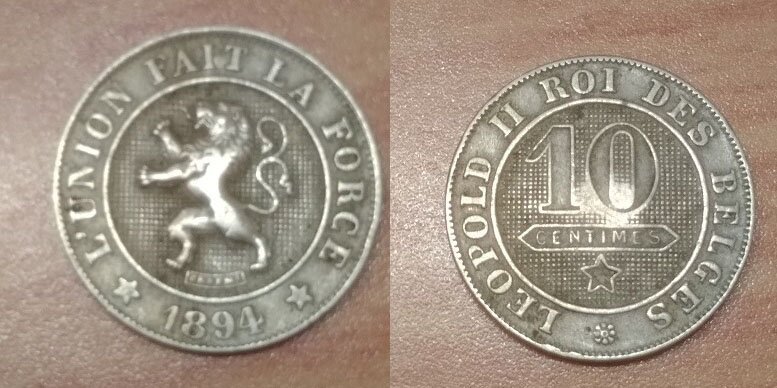 L'UNION FAIT LA FORCE
1894
LEOPOLD II ROI DES BELGES
10
CENTIMES